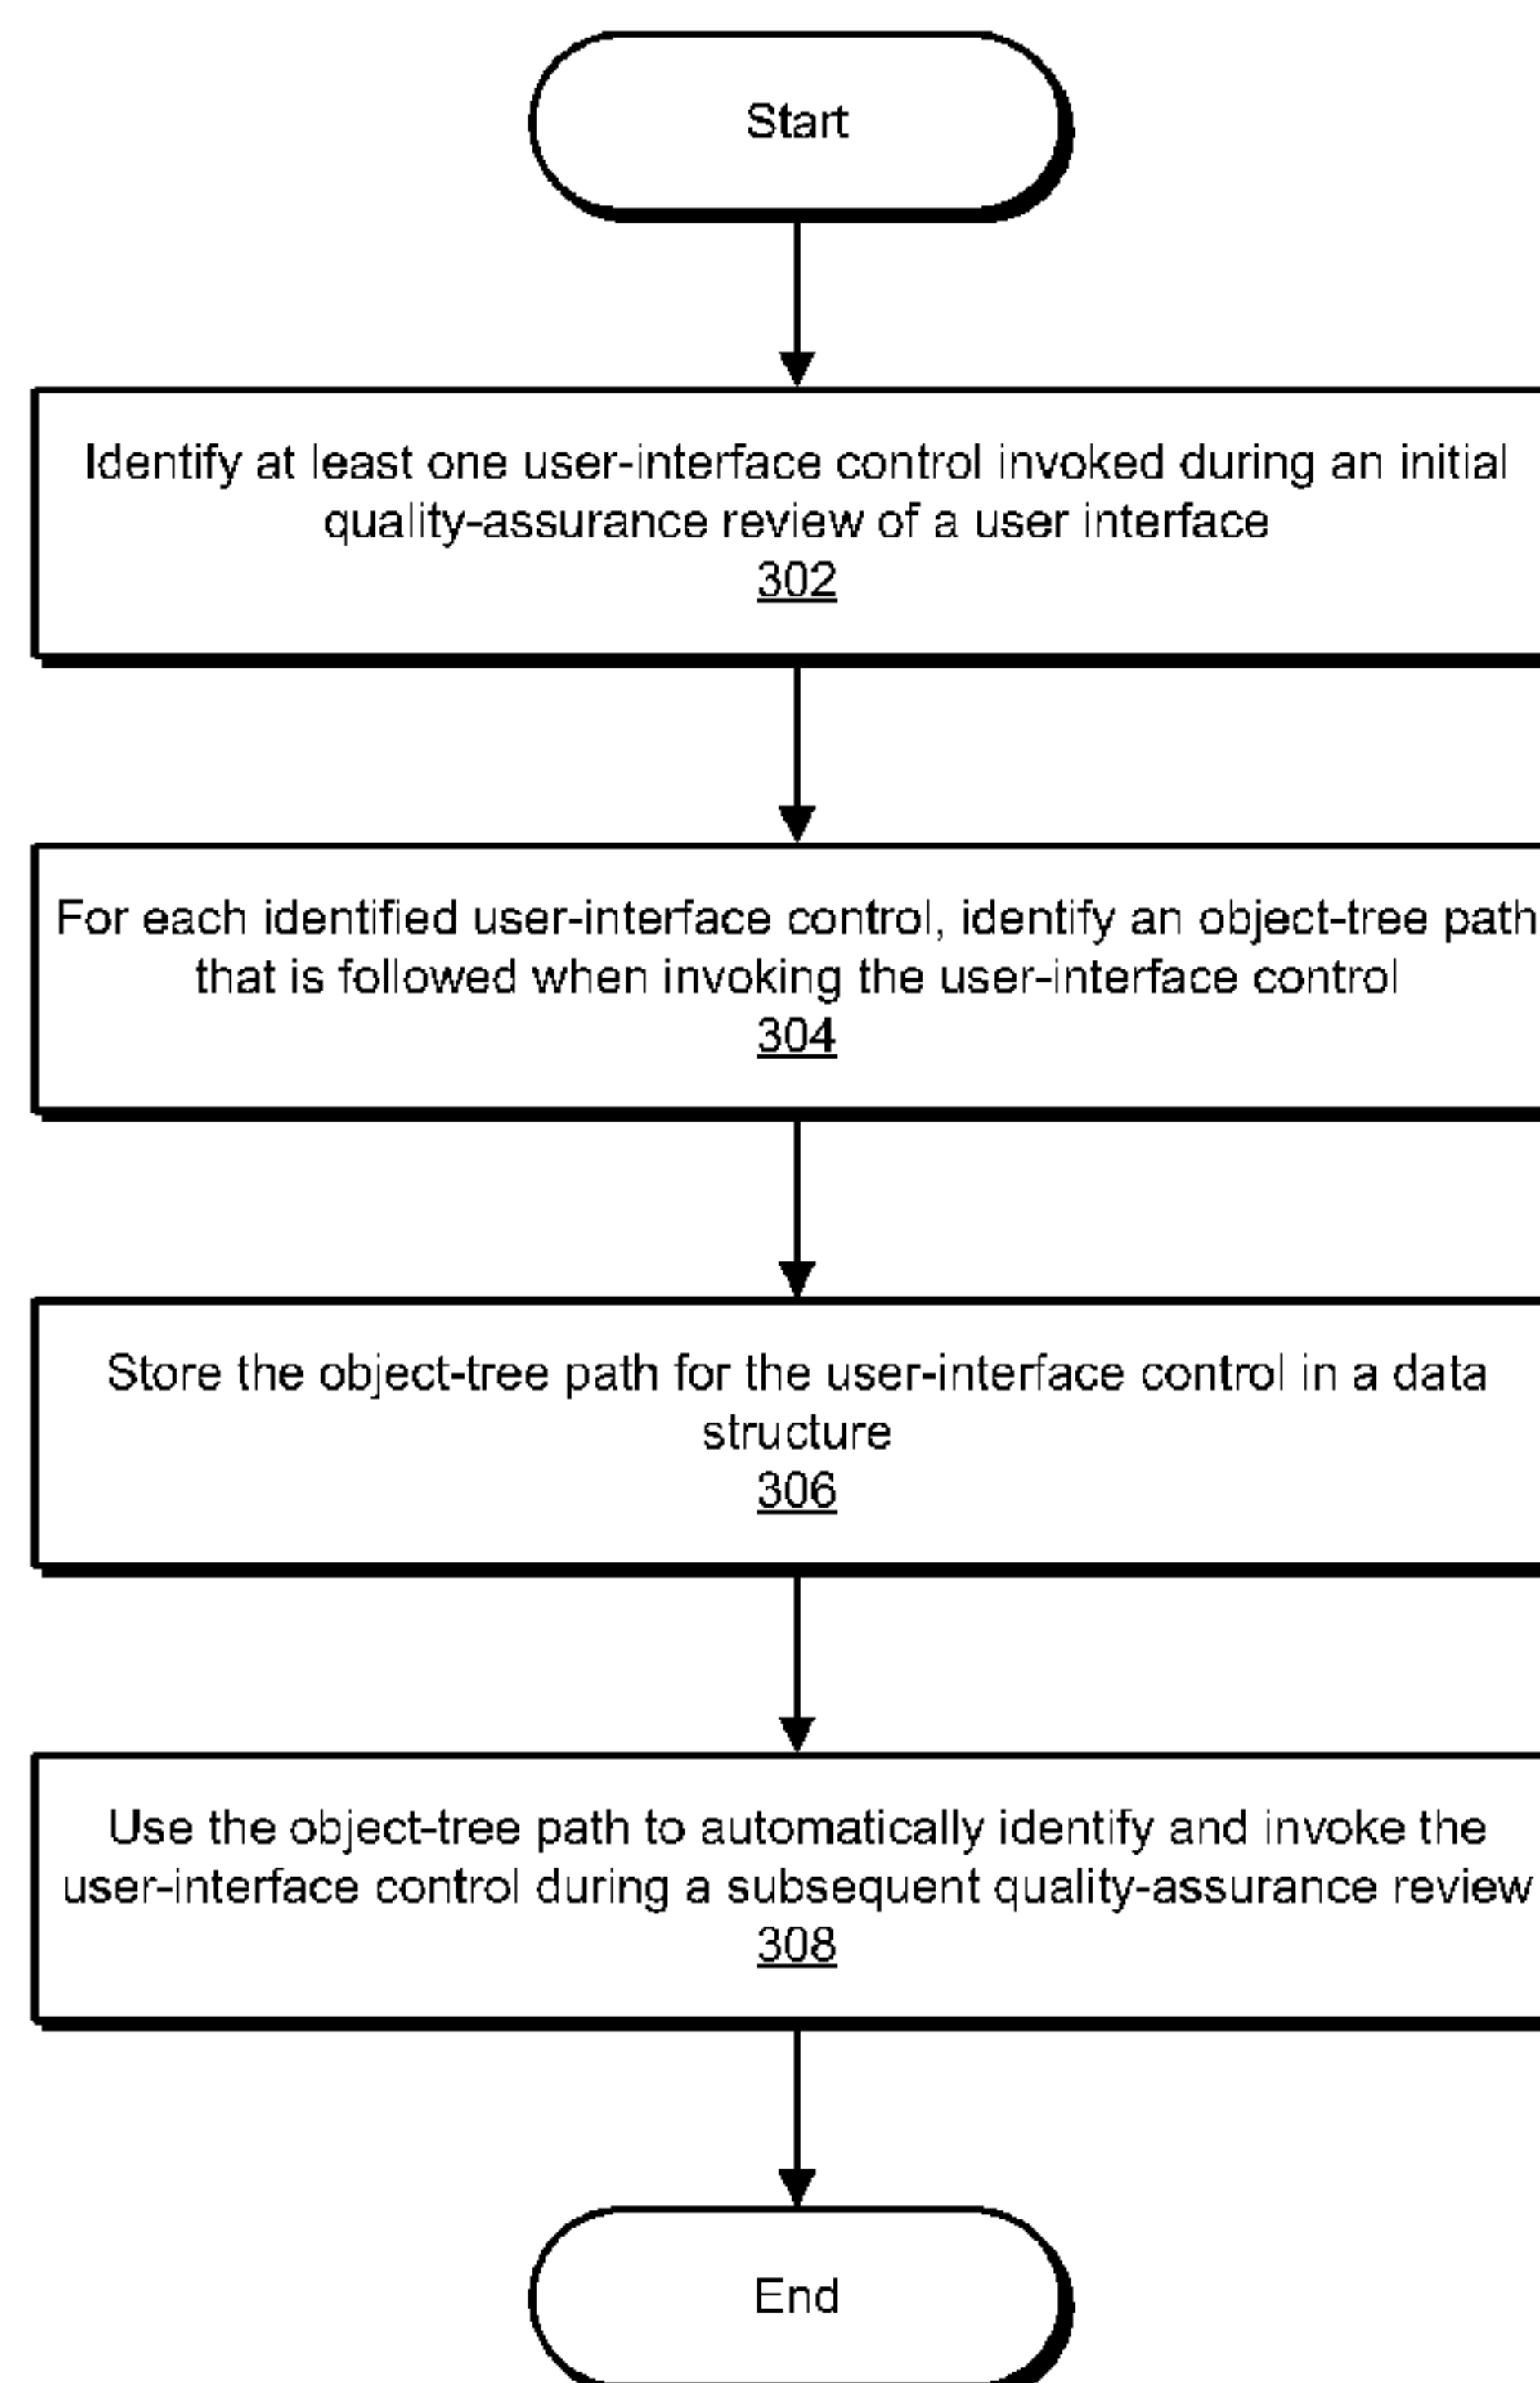 Start
Identify at least one user-interface control invoked during an initial
quality-assurance review of a user interface
302
For each identified user-interface control, identify an object-tree path
that is followed when invoking the user-interface control
304
Store the object-tree path for the user-interface control in a data
structure
306
Use the object-tree path to automatically identify and invoke the
user-interface control during a subsequent quality-assurance review
308
End